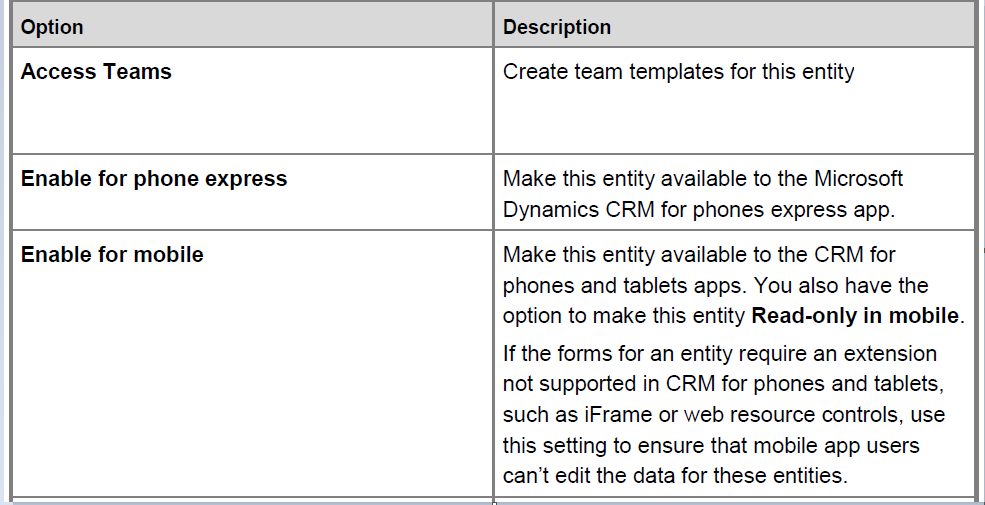 Option
Description
Access Teams
Create team templates for this entity
Enable for phone express
Make this entity available to the Microsoft
Dynamics CRM for phones express app.
Enable for mobile
Make this entity available to the CRM for
phones and tablets apps. You also have the
option to make this entity Read-only in mobile.
If the forms for an entity require an extension
not supported in CRM for phones and tablets,
such as iFrame or web resource controls, use
this setting to ensure that mobile app users
can’t edit the data for these entities.